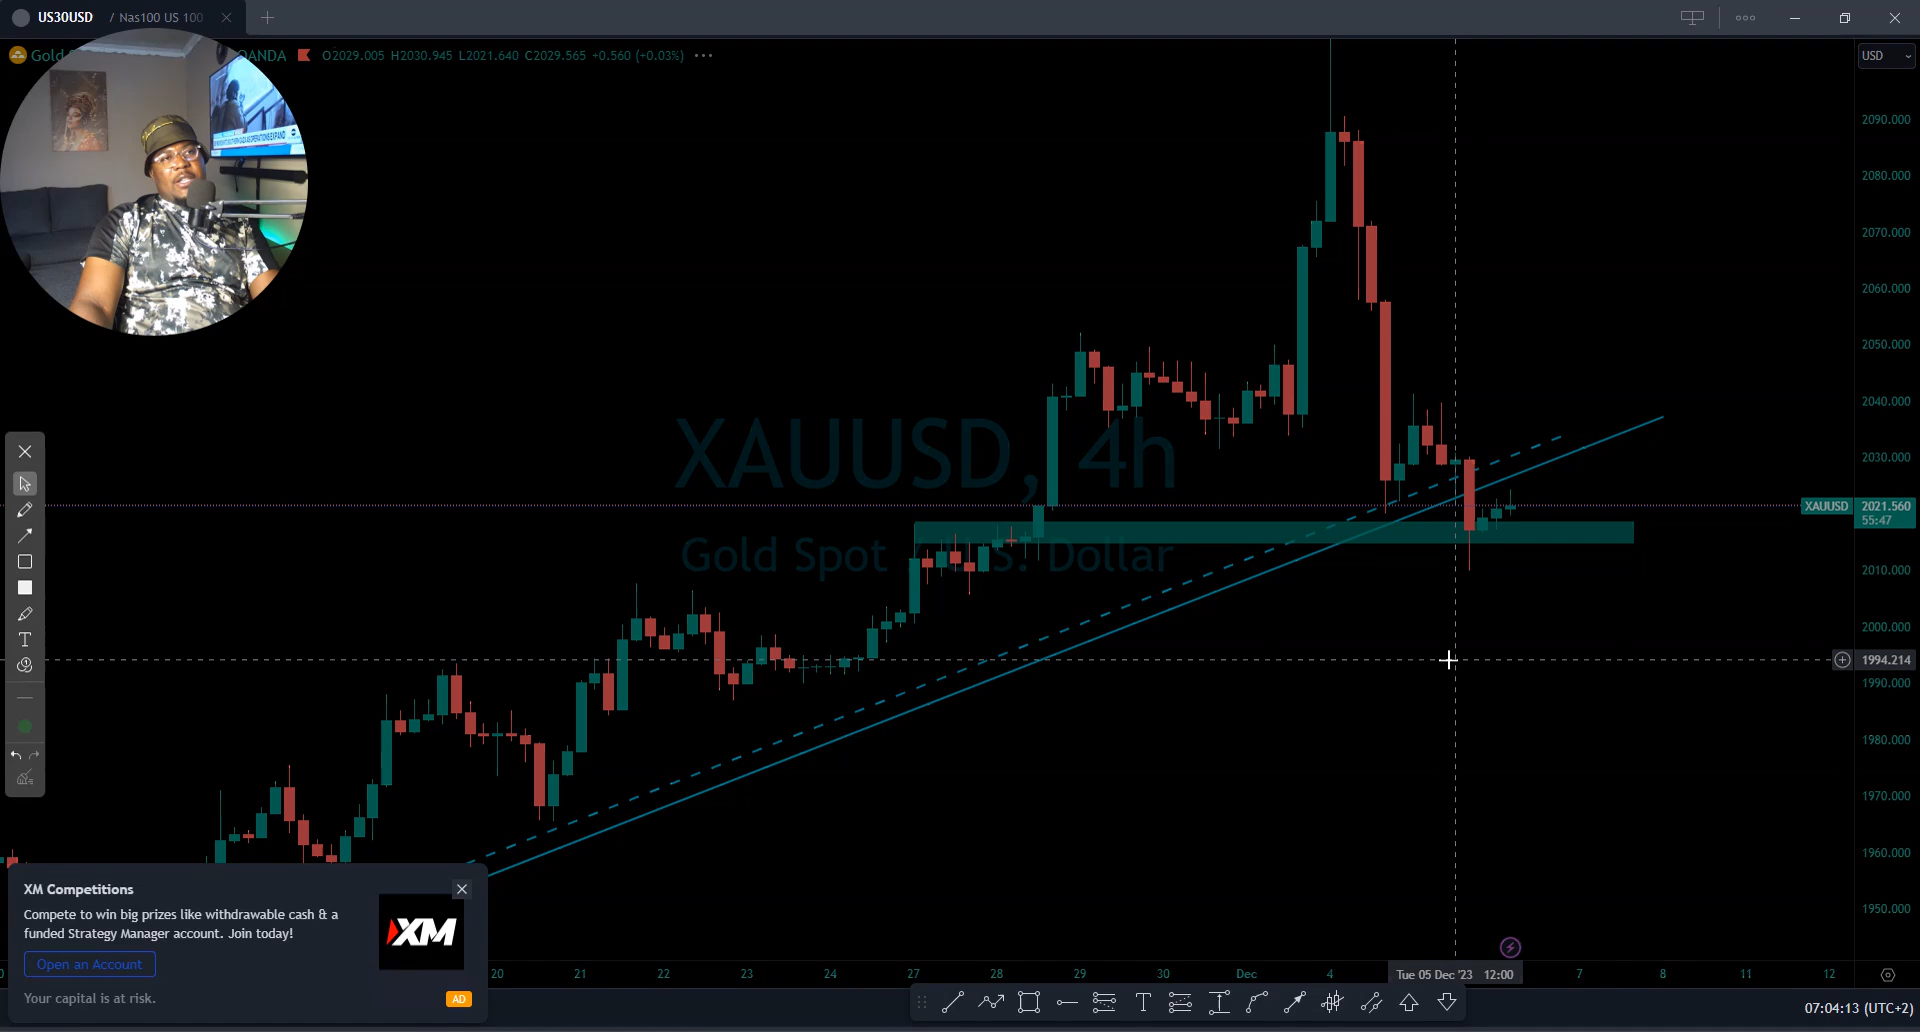 US30USD / Nas100 US 100
Gold
OANDA O2029.005 H2030.945 L2021.640 C2029.565 +0.560 (+0.03%)
USD
2090.000
2080.000
2070.000
2060.000
2050.000
2040.000
2030.000
XAUUSD 2021.560
55:47
2010.000
2000.000
1994.214
1990.000
1980.000
1970.000
1960.000
1950.000
XAUUSD, 4h
Gold Spot / U.S. Dollar
XM Competitions
Compete to win big prizes like withdrawable cash & a
funded Strategy Manager account. Join today!
XM
Open an Account
Your capital is at risk.
AD
20 21 22 23 24 27 28 29 30 Dec 4 Tue 05 Dec '23 12:00 7 8 11 12
07:04:13 (UTC+2)